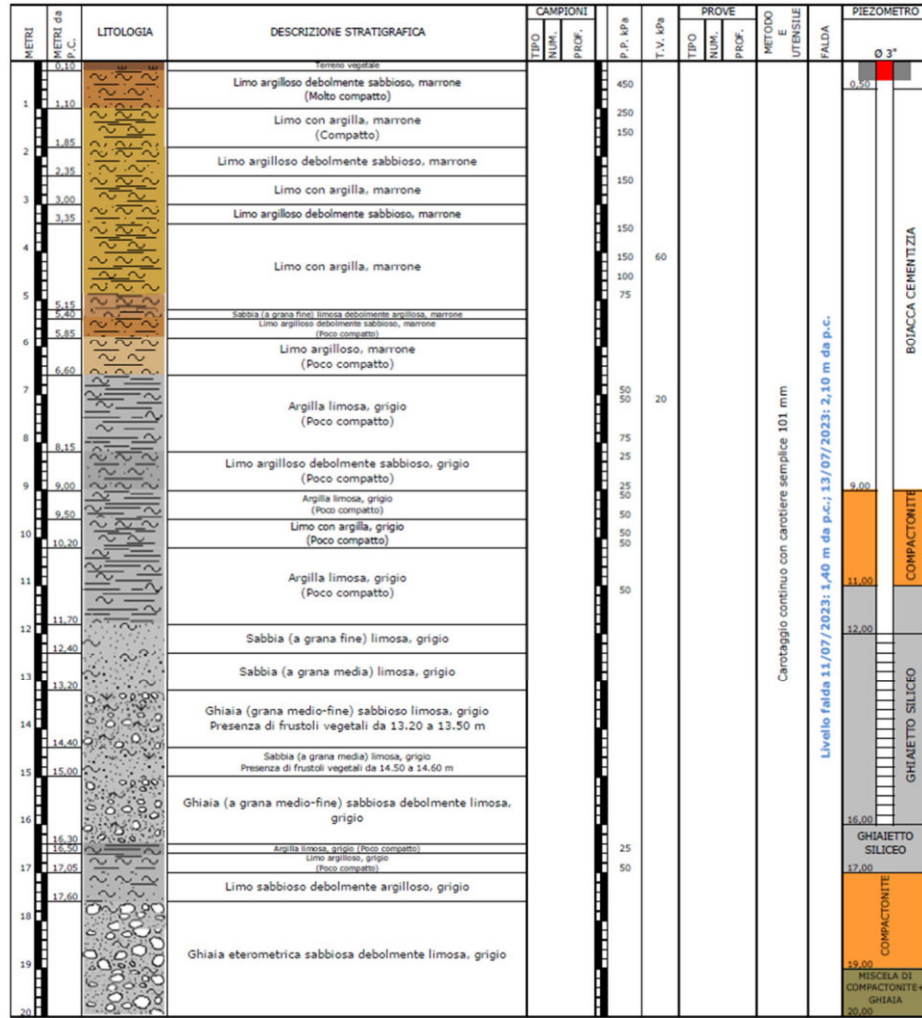 METRI
METRI da P.C.
LITOLOGIA
DESCRIZIONE STRATIGRAFICA
CAMPIONI
TIPO
NUM.
PROF.
P.P. kPa
T.V. kPa
PROVE
TIPO
NUM.
PROF.
METODO E UTENSILE
FALDA
PIEZOMETRO
Ø 3"
0,10
Terreno vegetale
Limo argilloso debolmente sabbioso, marrone
(Molto compatto)
450
0,50
1
1,10
250
Limo con argilla, marrone
(Compatto)
150
1,85
2
Limo argilloso debolmente sabbioso, marrone
2,35
150
Limo con argilla, marrone
3
3,00
Limo argilloso debolmente sabbioso, marrone
3,35
150
4
Limo con argilla, marrone
150
60
100
5
75
5,15
Sabbia (a grana fine) limosa debolmente argillosa, marrone
5,40
Limo argilloso debolmente sabbioso, marrone
(Poco compatto)
5,85
6
Limo argilloso, marrone
(Poco compatto)
6,60
7
50
50
20
Argilla limosa, grigio
(Poco compatto)
8
75
8,15
25
Limo argilloso debolmente sabbioso, grigio
(Poco compatto)
9
9,00
25
50
9,00
Argilla limosa, grigio
(Poco compatto)
9,50
50
10
Limo con argilla, grigio
(Poco compatto)
50
50
10,20
Argilla limosa, grigio
(Poco compatto)
11
50
11,00
11,70
12
12,00
Sabbia (a grana fine) limosa, grigio
12,40
Sabbia (a grana media) limosa, grigio
13
13,20
Ghiaia (grana medio-fine) sabbioso limosa, grigio
Presenza di frustoli vegetali da 13.20 a 13.50 m
14
14,40
Sabbia (a grana media) limosa, grigio
Presenza di frustoli vegetali da 14.50 a 14.60 m
15
15,00
Ghiaia (a grana medio-fine) sabbiosa debolmente limosa,
grigio
16
16,00
16,30
Argilla limosa, grigio (Poco compatto)
25
16,50
Limo argilloso, grigio
(Poco compatto)
17
17,05
50
17,00
Limo sabbioso debolmente argilloso, grigio
17,60
18
Ghiaia eterometrica sabbiosa debolmente limosa, grigio
19
19,00
20
20,00
Carotaggio continuo con carotiere semplice 101 mm
Livello falda 11/07/2023: 1,40 m da p.c.; 13/07/2023: 2,10 m da p.c.
BOIACCA CEMENTIZIA
COMPACTONITE
GHIAIETTO SILICEO
GHIAIETTO
SILICEO
COMPACTONITE
MISCELA DI
COMPACTONITE+
GHIAIA